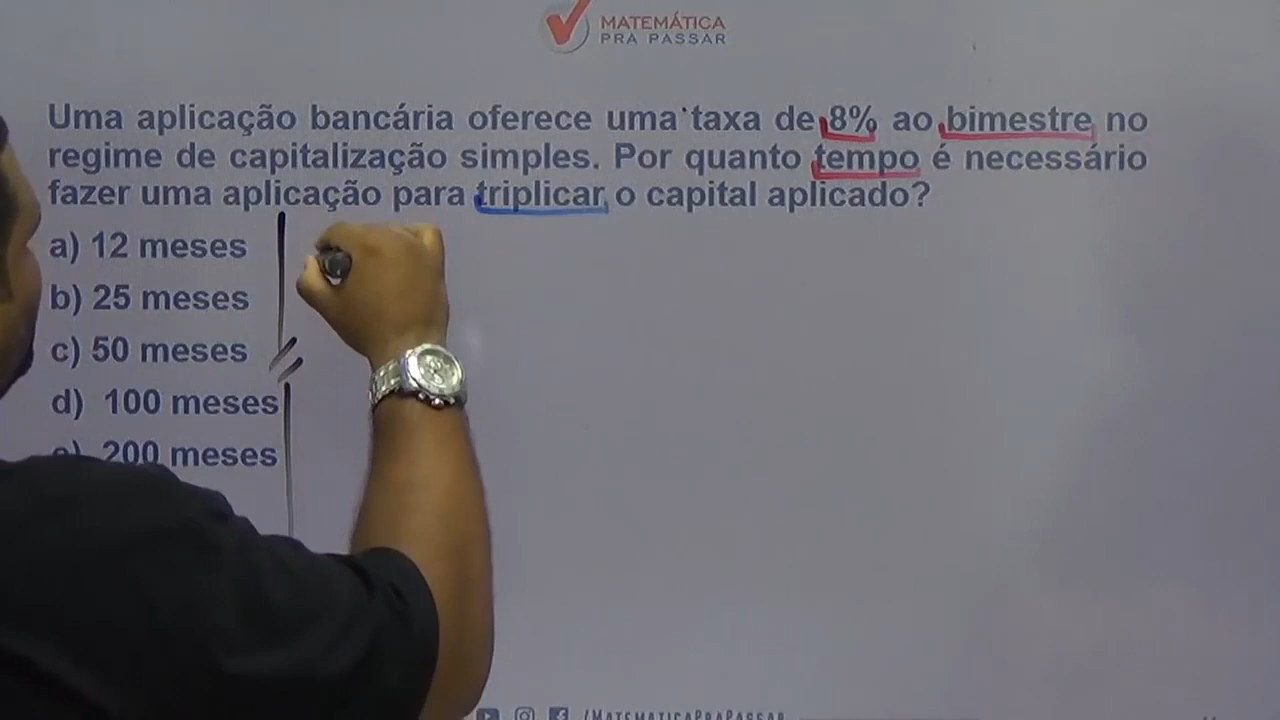 MATEMÁTICA
PRA PASSAR
Uma aplicação bancária oferece uma taxa de 8% ao bimestre no
regime de capitalização simples. Por quanto tempo é necessário
fazer uma aplicação para triplicar o capital aplicado?
a) 12 meses
b) 25 meses
c) 50 meses
d) 100 meses
e) 200 meses
/MATEMATICAPRAPASSAR